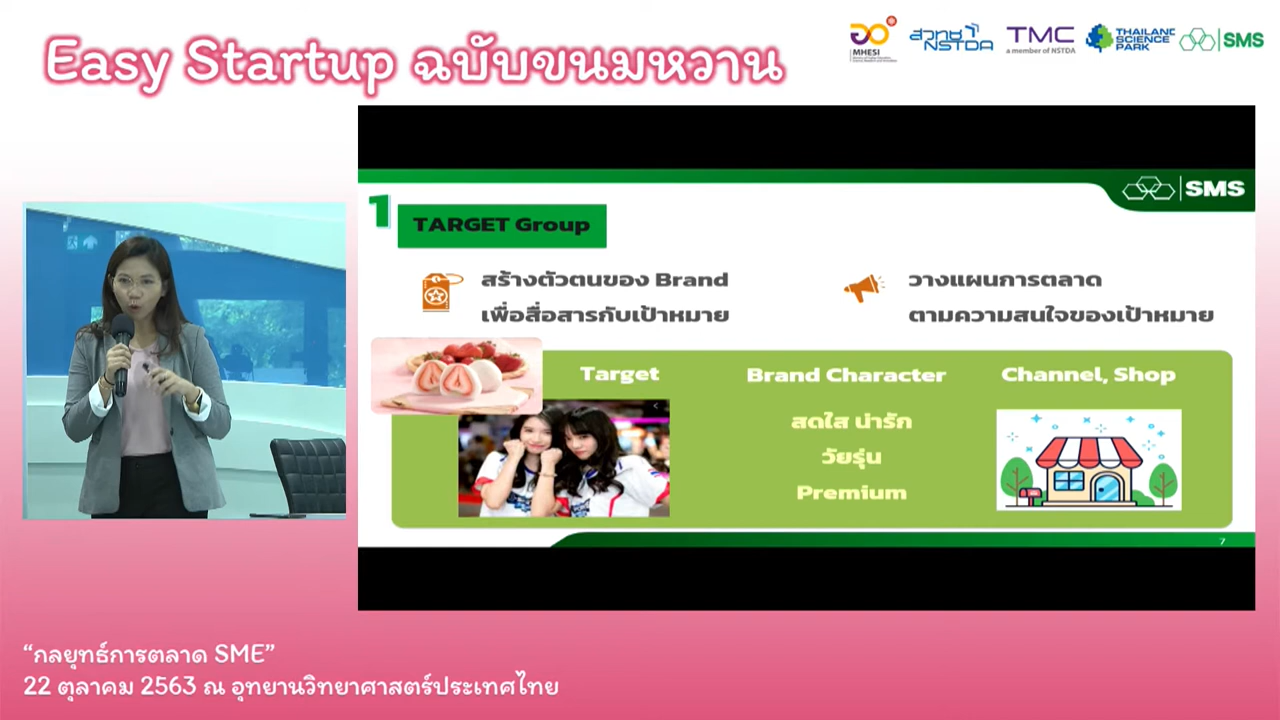 Easy Startup ฉบับขนมหวาน
MHESI
สวทช
NSTDA
TMC
a member of NSTDA
THAILAND
SCIENCE
PARK
SMS
SMS
1
TARGET Group
สร้างตัวตนของ Brand
เพื่อสื่อสารกับเป้าหมาย
วางแผนการตลาด
ตามความสนใจของเป้าหมาย
Target
Brand Character
Channel, Shop
สดใส น่ารัก
วัยรุ่น
Premium
7
“กลยุทธ์การตลาด SME”
22 ตุลาคม 2563 ณ อุทยานวิทยาศาสตร์ประเทศไทย